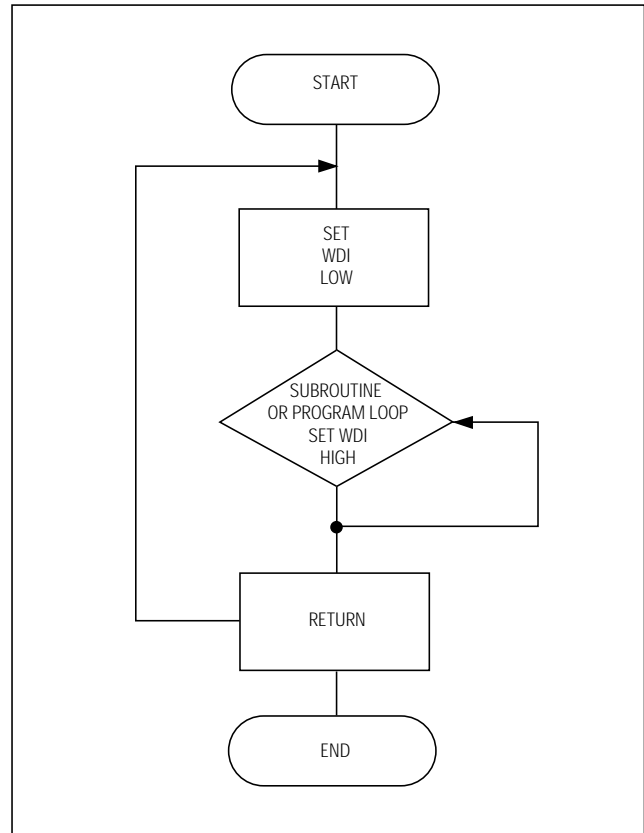 START
SET
WDI
LOW
SUBROUTINE
OR PROGRAM LOOP
SET WDI
HIGH
RETURN
END